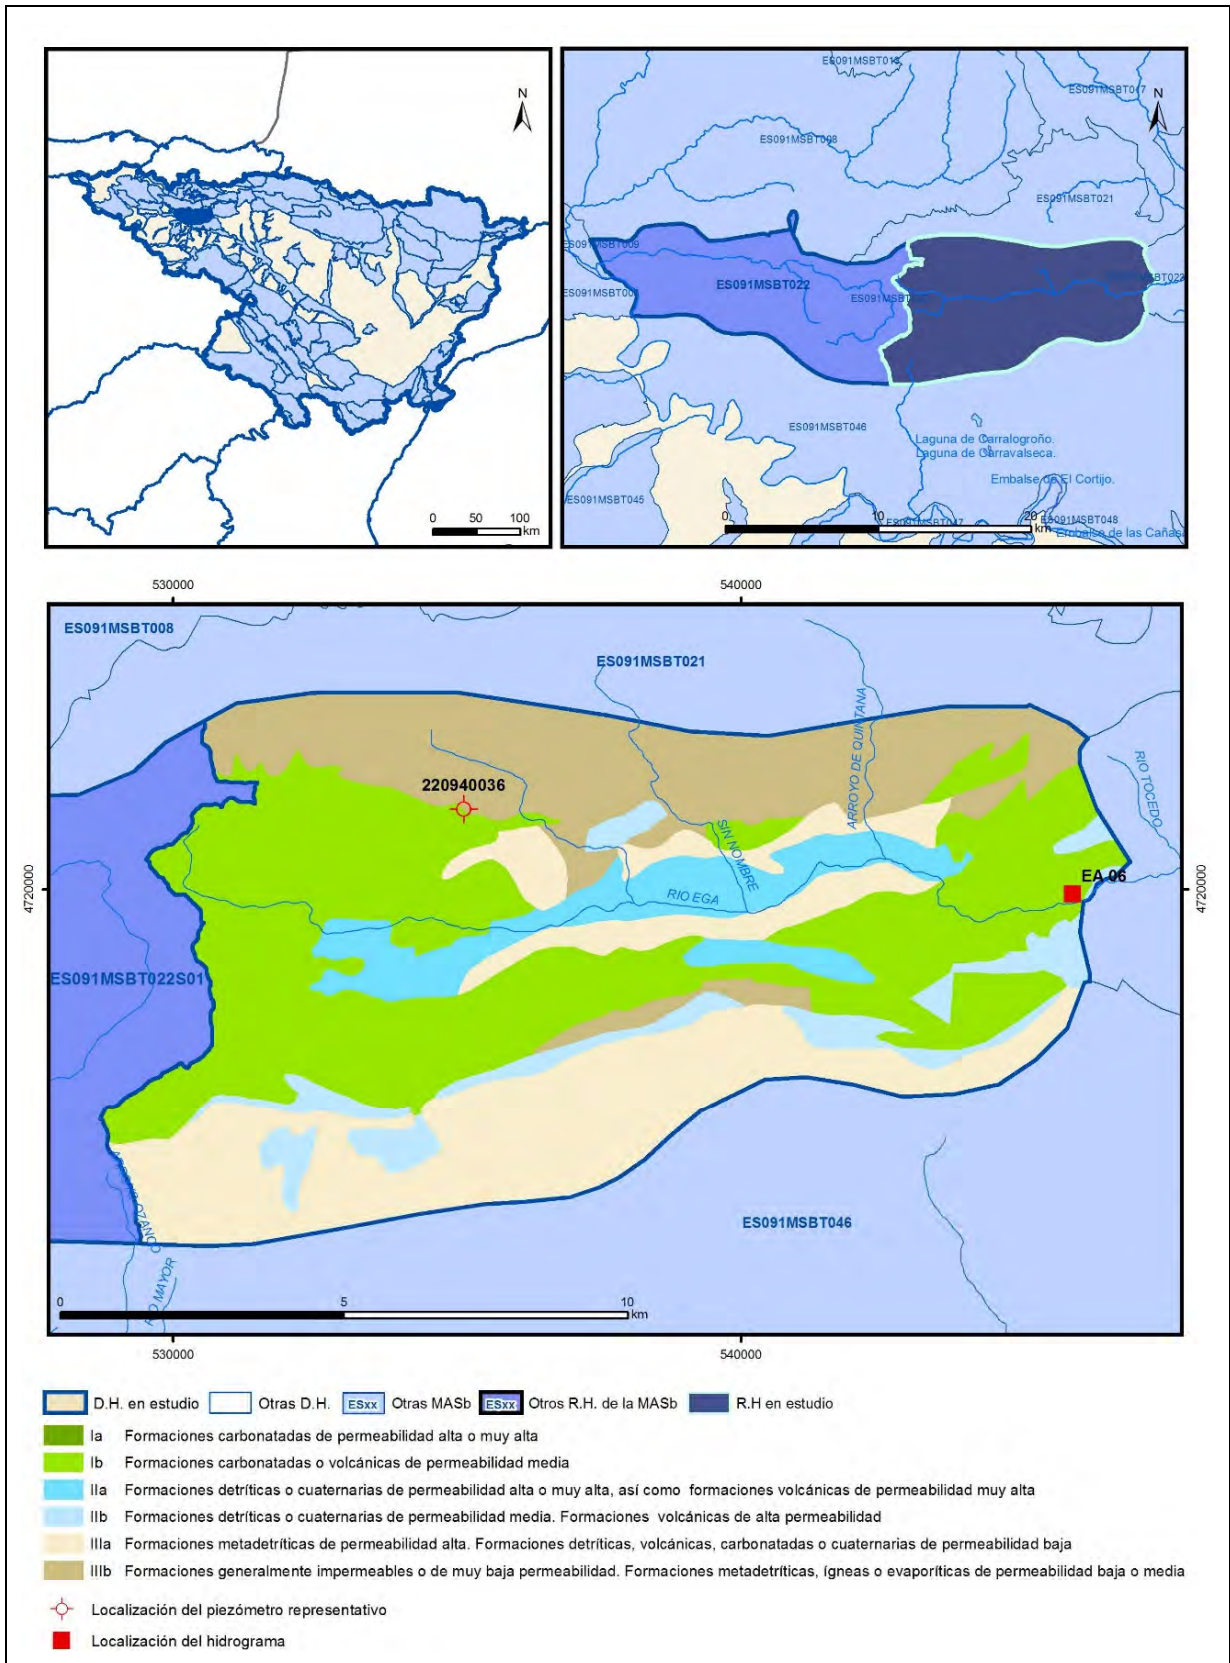 N
0 50 100
km
ES091MSBT017
N
ES091MSBT008
ES091MSBT021
ES091MSBT009
ES091MSBT022
ES091MSBT046
Laguna de Carralogroño.
Laguna de Carravalseca.
Embalse de El Cortijo.
ES091MSBT045
0 10 20
km
ES091MSBT047
ES091MSBT048
Embalse de las Cañas
530000 540000
ES091MSBT008
ES091MSBT021
ARROYO DE QUINTANA
RIO TOCEDO
220940036
SIN NOMBRE
4720000
RIO EGA
EA 06
4720000
ES091MSBT022S01
ES091MSBT046
RIO MAYOR
0 5 10
km
530000 540000
D.H. en estudio Otras D.H. ESxx Otras MASb ESxx Otros R.H. de la MASb R.H en estudio
Ia Formaciones carbonatadas de permeabilidad alta o muy alta
Ib Formaciones carbonatadas o volcánicas de permeabilidad media
IIa Formaciones detríticas o cuaternarias de permeabilidad alta o muy alta, así como formaciones volcánicas de permeabilidad muy alta
IIb Formaciones detríticas o cuaternarias de permeabilidad media. Formaciones volcánicas de alta permeabilidad
IIIa Formaciones metadetríticas de permeabilidad alta. Formaciones detríticas, volcánicas, carbonatadas o cuaternarias de permeabilidad baja
IIIb Formaciones generalmente impermeables o de muy baja permeabilidad. Formaciones metadetríticas, ígneas o evaporíticas de permeabilidad baja o media
Localización del piezómetro representativo
Localización del hidrograma